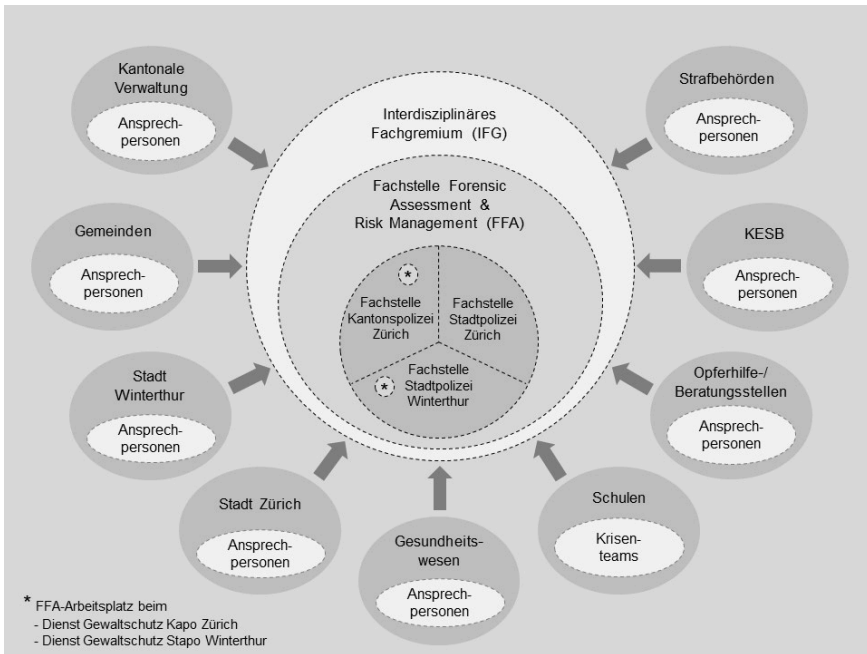 Kantonale
Verwaltung
Ansprech-
personen
Strafbehörden
Ansprech-
personen
Interdisziplinäres
Fachgremium (IFG)
Fachstelle Forensic
Assessment &
Risk Management (FFA)
Gemeinden
Ansprech-
personen
KESB
Ansprech-
personen
*
Fachstelle
Kantonspolizei
Zürich
Fachstelle
Stadtpolizei
Zürich
*
Fachstelle
Stadtpolizei
Winterthur
Stadt
Winterthur
Ansprech-
personen
Opferhilfe-/
Beratungsstellen
Ansprech-
personen
Stadt Zürich
Ansprech-
personen
Gesundheits-
wesen
Ansprech-
personen
Schulen
Krisen-
teams
* FFA-Arbeitsplatz beim
- Dienst Gewaltschutz Kapo Zürich
- Dienst Gewaltschutz Stapo Winterthur